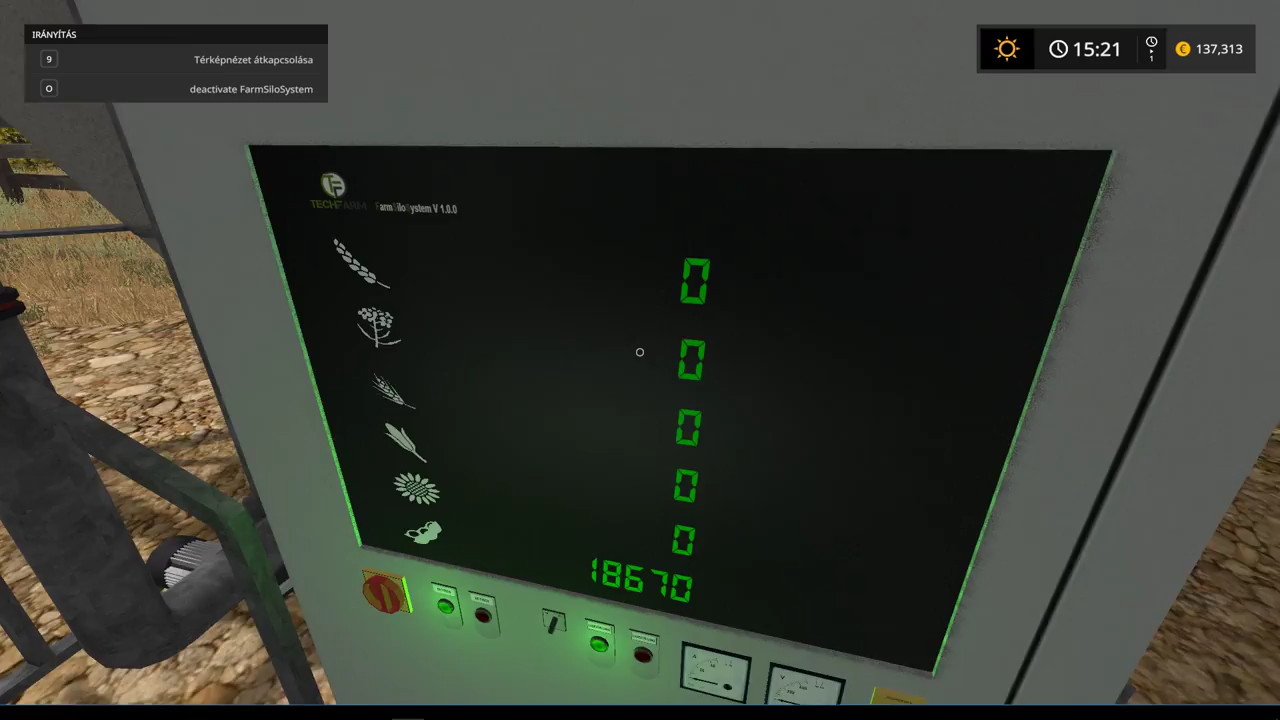 IRÁNYÍTÁS
9 Térképnézet átkapcsolása
O deactivate FarmSiloSystem
15:21
1
137,313
TF
TECHFARM FarmSiloSystem V 1.0.0
0
0
0
0
0
18670